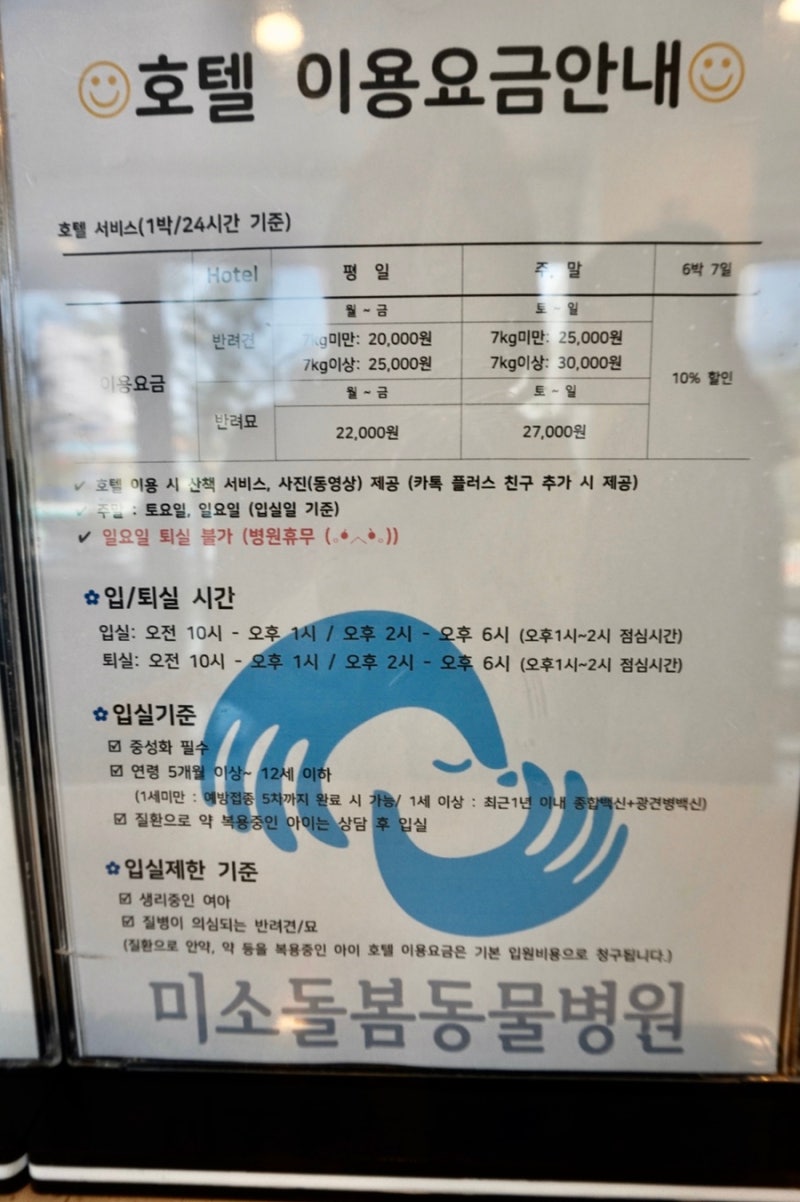 호텔 이용요금안내
호텔 서비스(1박/24시간 기준)
Hotel 평 일 주 말 6박 7일
이용요금 반려견 월 ~ 금 토 ~ 일 10% 할인
7kg미만: 20,000원 7kg미만: 25,000원
7kg이상: 25,000원 7kg이상: 30,000원
반려묘 월 ~ 금 토 ~ 일
22,000원 27,000원
✓ 호텔 이용 시 산책 서비스, 사진(동영상) 제공 (카톡 플러스 친구 추가 시 제공)
✓ 주말 : 토요일, 일요일 (입실일 기준)
✓ 일요일 퇴실 불가 (병원휴무 (｡•́︿•̀｡))
✿입/퇴실 시간
입실: 오전 10시 - 오후 1시 / 오후 2시 - 오후 6시 (오후1시~2시 점심시간)
퇴실: 오전 10시 - 오후 1시 / 오후 2시 - 오후 6시 (오후1시~2시 점심시간)
✿입실기준
☑ 중성화 필수
☑ 연령 5개월 이상~ 12세 이하
(1세미만 : 예방접종 5차까지 완료 시 가능/ 1세 이상 : 최근1년 이내 종합백신+광견병백신)
☑ 질환으로 약 복용중인 아이는 상담 후 입실
✿입실제한 기준
☑ 생리중인 여아
☑ 질병이 의심되는 반려견/묘
(질환으로 안약, 약 등을 복용중인 아이 호텔 이용요금은 기본 입원비용으로 청구됩니다.)
미소돌봄동물병원